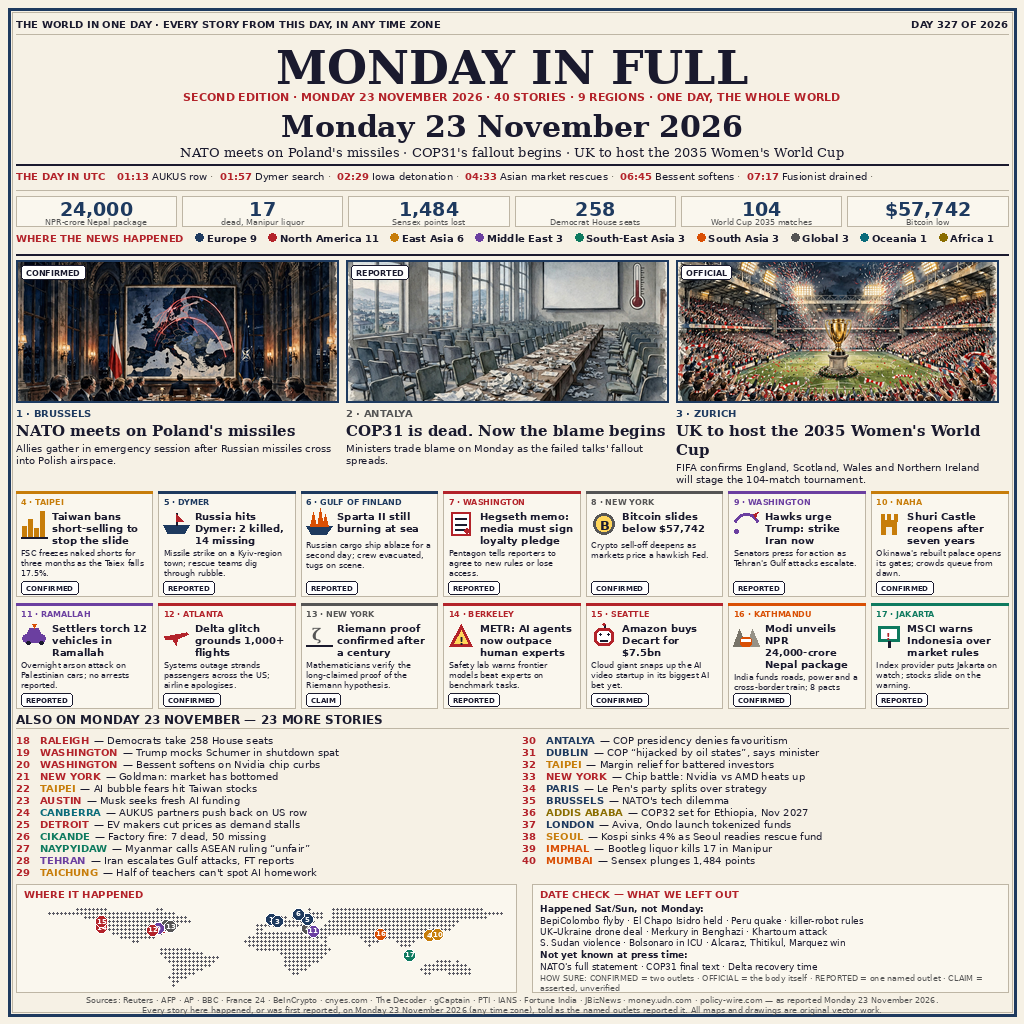 THE WORLD IN ONE DAY · EVERY STORY FROM THIS DAY, IN ANY TIME ZONE
DAY 327 OF 2026
MONDAY IN FULL
SECOND EDITION · MONDAY 23 NOVEMBER 2026 · 40 STORIES · 9 REGIONS · ONE DAY, THE WHOLE WORLD
Monday 23 November 2026
NATO meets on Poland's missiles · COP31's fallout begins · UK to host the 2035 Women's World Cup
THE DAY IN UTC 01:13 AUKUS row · 01:57 Dymer search · 02:29 Iowa detonation · 04:33 Asian market rescues · 06:45 Bessent softens · 07:17 Fusionist drained ·
24,000
NPR-crore Nepal package
17
dead, Manipur liquor
1,484
Sensex points lost
258
Democrat House seats
104
World Cup 2035 matches
$57,742
Bitcoin low
WHERE THE NEWS HAPPENED Europe 9 North America 11 East Asia 6 Middle East 3 South-East Asia 3 South Asia 3 Global 3 Oceania 1 Africa 1
CONFIRMED
REPORTED
OFFICIAL
1 · BRUSSELS
NATO meets on Poland's missiles
Allies gather in emergency session after Russian missiles cross
into Polish airspace.
2 · ANTALYA
COP31 is dead. Now the blame begins
Ministers trade blame on Monday as the failed talks' fallout
spreads.
3 · ZURICH
UK to host the 2035 Women's World
Cup
FIFA confirms England, Scotland, Wales and Northern Ireland
will stage the 104-match tournament.
4 · TAIPEI
Taiwan bans
short-selling to
stop the slide
FSC freezes naked shorts for
three months as the Taiex falls
17.5%.
CONFIRMED
5 · DYMER
Russia hits
Dymer: 2 killed,
14 missing
Missile strike on a Kyiv-region
town; rescue teams dig
through rubble.
REPORTED
6 · GULF OF FINLAND
Sparta II still
burning at sea
Russian cargo ship ablaze for a
second day; crew evacuated,
tugs on scene.
REPORTED
7 · WASHINGTON
Hegseth memo:
media must sign
loyalty pledge
Pentagon tells reporters to
agree to new rules or lose
access.
REPORTED
8 · NEW YORK
B
Bitcoin slides
below $57,742
Crypto sell-off deepens as
markets price a hawkish Fed.
CONFIRMED
9 · WASHINGTON
Hawks urge
Trump: strike
Iran now
Senators press for action as
Tehran's Gulf attacks escalate.
REPORTED
10 · NAHA
Shuri Castle
reopens after
seven years
Okinawa's rebuilt palace opens
its gates; crowds queue from
dawn.
CONFIRMED
11 · RAMALLAH
Settlers torch 12
vehicles in
Ramallah
Overnight arson attack on
Palestinian cars; no arrests
reported.
REPORTED
12 · ATLANTA
Delta glitch
grounds 1,000+
flights
Systems outage strands
passengers across the US;
airline apologises.
CONFIRMED
13 · NEW YORK
ζ
Riemann proof
confirmed after
a century
Mathematicians verify the
long-claimed proof of the
Riemann hypothesis.
CLAIM
14 · BERKELEY
METR: AI agents
now outpace
human experts
Safety lab warns frontier
models beat experts on
benchmark tasks.
REPORTED
15 · SEATTLE
Amazon buys
Decart for
$7.5bn
Cloud giant snaps up the AI
video startup in its biggest AI
bet yet.
CONFIRMED
16 · KATHMANDU
Modi unveils
NPR
24,000-crore
Nepal package
India funds roads, power and a
cross-border train; 8 pacts
CONFIRMED
17 · JAKARTA
MSCI warns
Indonesia over
market rules
Index provider puts Jakarta on
watch; stocks slide on the
warning.
REPORTED
ALSO ON MONDAY 23 NOVEMBER — 23 MORE STORIES
18 RALEIGH — Democrats take 258 House seats
19 WASHINGTON — Trump mocks Schumer in shutdown spat
20 WASHINGTON — Bessent softens on Nvidia chip curbs
21 NEW YORK — Goldman: market has bottomed
22 TAIPEI — AI bubble fears hit Taiwan stocks
23 AUSTIN — Musk seeks fresh AI funding
24 CANBERRA — AUKUS partners push back on US row
25 DETROIT — EV makers cut prices as demand stalls
26 CIKANDE — Factory fire: 7 dead, 50 missing
27 NAYPYIDAW — Myanmar calls ASEAN ruling “unfair”
28 TEHRAN — Iran escalates Gulf attacks, FT reports
29 TAICHUNG — Half of teachers can't spot AI homework
30 ANTALYA — COP presidency denies favouritism
31 DUBLIN — COP “hijacked by oil states”, says minister
32 TAIPEI — Margin relief for battered investors
33 NEW YORK — Chip battle: Nvidia vs AMD heats up
34 PARIS — Le Pen's party splits over strategy
35 BRUSSELS — NATO's tech dilemma
36 ADDIS ABABA — COP32 set for Ethiopia, Nov 2027
37 LONDON — Aviva, Ondo launch tokenized funds
38 SEOUL — Kospi sinks 4% as Seoul readies rescue fund
39 IMPHAL — Bootleg liquor kills 17 in Manipur
40 MUMBAI — Sensex plunges 1,484 points
WHERE IT HAPPENED
DATE CHECK — WHAT WE LEFT OUT
Happened Sat/Sun, not Monday:
BepiColombo flyby · El Chapo Isidro held · Peru quake · killer-robot rules
UK–Ukraine drone deal · Merkury in Benghazi · Khartoum attack
S. Sudan violence · Bolsonaro in ICU · Alcaraz, Thitikul, Marquez win
Not yet known at press time:
NATO's full statement · COP31 final text · Delta recovery time
HOW SURE: CONFIRMED = two outlets · OFFICIAL = the body itself · REPORTED = one named outlet · CLAIM =
asserted, unverified
Sources: Reuters · AFP · AP · BBC · France 24 · BeInCrypto · cnyes.com · The Decoder · gCaptain · PTI · IANS · Fortune India · JBizNews · money.udn.com · policy-wire.com — as reported Monday 23 November 2026.
Every story here happened, or was first reported, on Monday 23 November 2026 (any time zone), told as the named outlets reported it. All maps and drawings are original vector work.